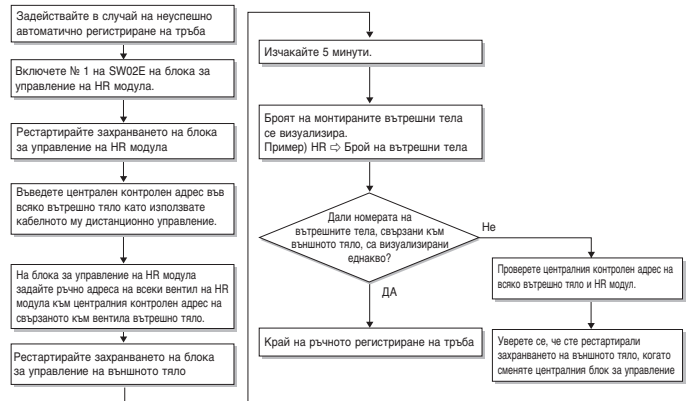 Задействайте в случай на неуспешно
автоматично регистриране на тръба
Включете № 1 на SW02E на блока за
управление на HR модула.
Рестартирайте захранването на блока
за управление на HR модула
Въведете централен контролен адрес във
всяко вътрешно тяло като използвате
кабелното му дистанционно управление.
На блока за управление на HR модула
задайте ръчно адреса на всеки вентил на HR
модула към централния контролен адрес на
свързаното към вентила вътрешно тяло.
Рестартирайте захранването на блока
за управление на външното тяло
Изчакайте 5 минути.
Броят на монтираните вътрешни тела
се визуализира.
Пример) HR ⇨ Брой на вътрешни тела
Дали номерата на
вътрешните тела, свързани към
външното тяло, са визуализирани
еднакво?
Не
ДА
Край на ръчното регистриране на тръба
Проверете централния контролен адрес на
всяко вътрешно тяло и HR модул.
Уверете се, че сте рестартирали
захранването на външното тяло, когато
сменяте централния блок за управление